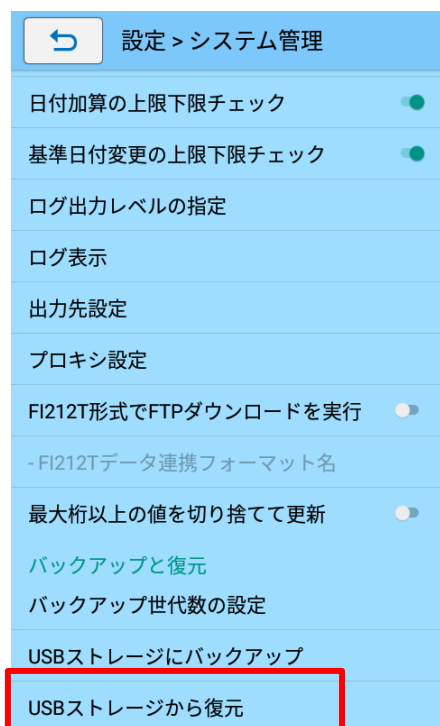 設定 > システム管理
日付加算の上限下限チェック
基準日付変更の上限下限チェック
ログ出力レベルの指定
ログ表示
出力先設定
プロキシ設定
FI212T形式でFTPダウンロードを実行
- FI212Tデータ連携フォーマット名
最大桁以上の値を切り捨てて更新
バックアップと復元
バックアップ世代数の設定
USBストレージにバックアップ
USBストレージから復元